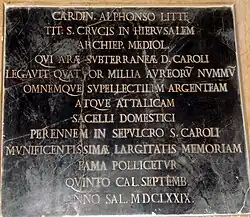 CARDIN. ALPHONSO LITTE
TIT. S. CRVCIS IN HIERVSALEM
ARCHIEP. MEDIOL.
QVI ARÆ SVBTERRANEÆ D. CAROLI
LEGAVIT QVATVOR MILLIA AVREORV NVMMV
OMNEMQVE SVPELLECTILEM ARGENTEAM
ATQVE ATTALICAM
SACELLI DOMESTICI
PERENNEM IN SEPVLCRO S. CAROLI
MVNIFICENTISSIMÆ LARGITATIS MEMORIAM
FAMA POLLICETVR
QVINTO CAL. SEPTEMB.
ANNO SAL. MDCLXXIX.